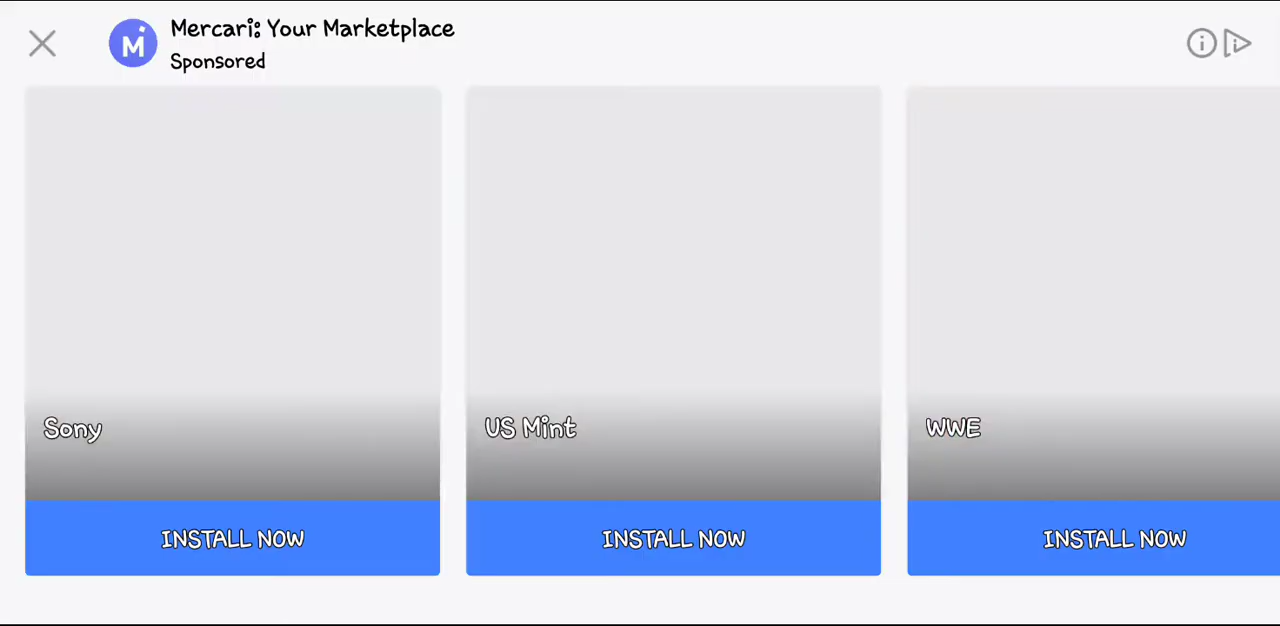 Mercari: Your Marketplace
Sponsored
Sony
US Mint
WWE
INSTALL NOW
INSTALL NOW
INSTALL NOW